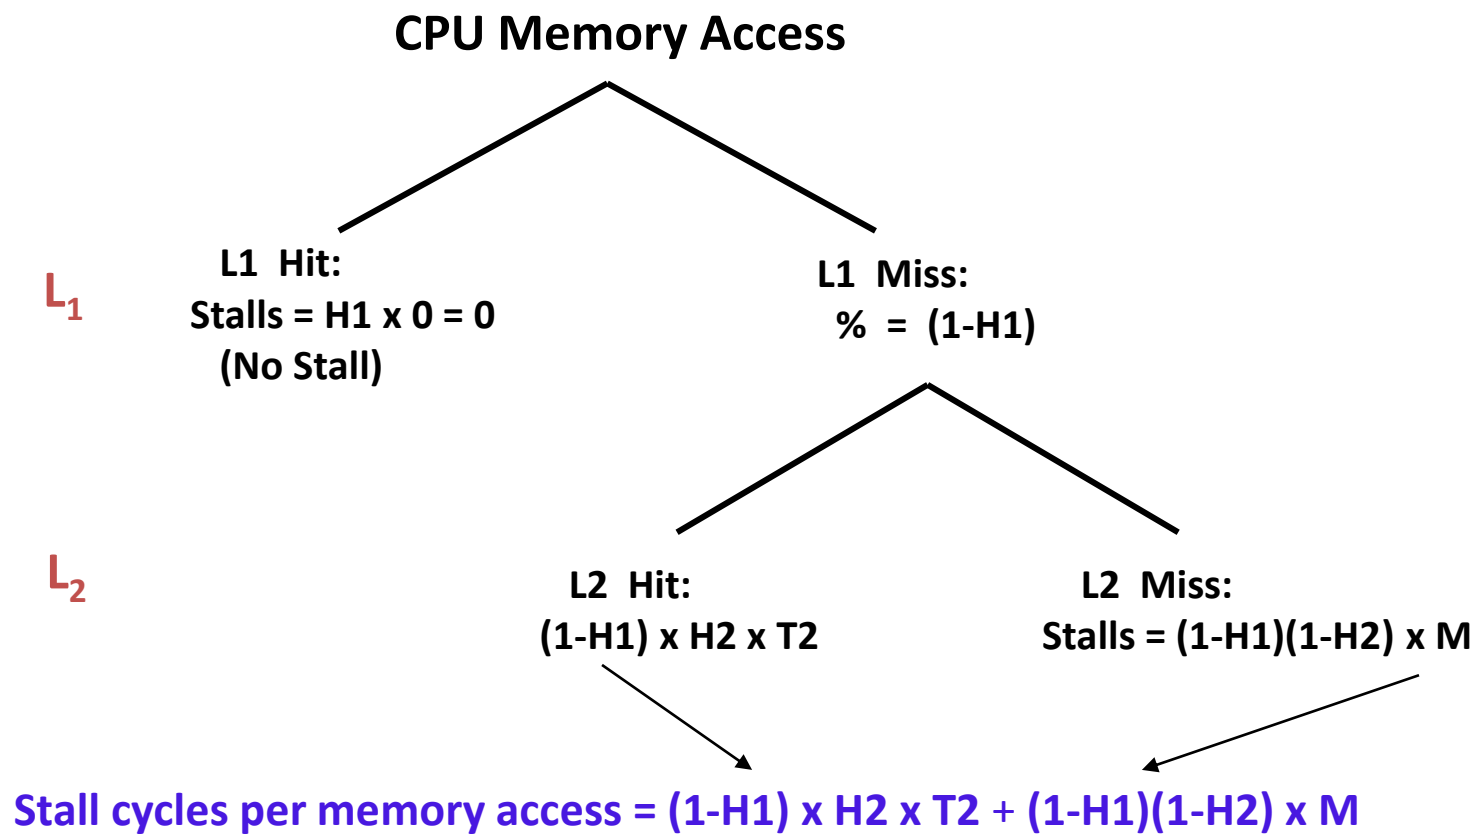 CPU Memory Access
L1 Hit:
Stalls = H1 x 0 = 0
(No Stall)
L1 Miss:
% = (1-H1)
L1
L2
L2 Hit:
(1-H1) x H2 x T2
L2 Miss:
Stalls = (1-H1)(1-H2) x M
Stall cycles per memory access = (1-H1) x H2 x T2 + (1-H1)(1-H2) x M